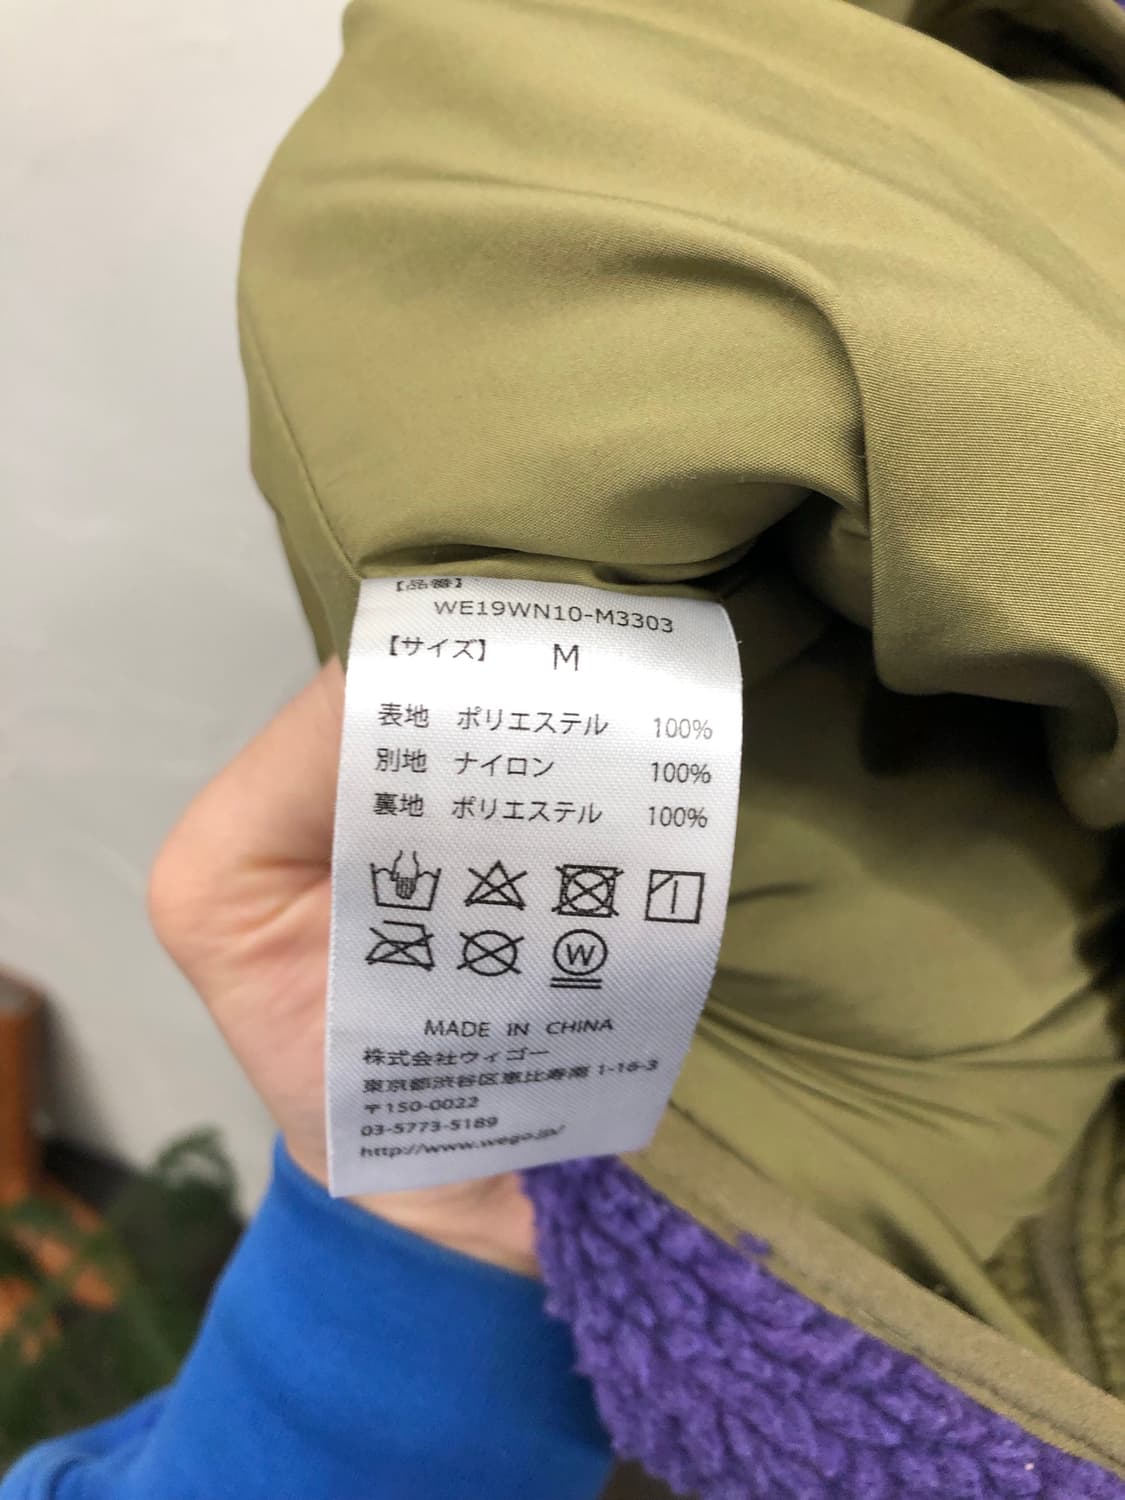 【品番】
WE19WN10-M3303
【サイズ】 M
表地 ポリエステル 100%
別地 ナイロン 100%
裏地 ポリエステル 100%
W
MADE IN CHINA
株式会社ウィゴー
東京都渋谷区恵比寿南 1-16-3
〒150-0022
03-5773-5189
http://www.wego.jp/